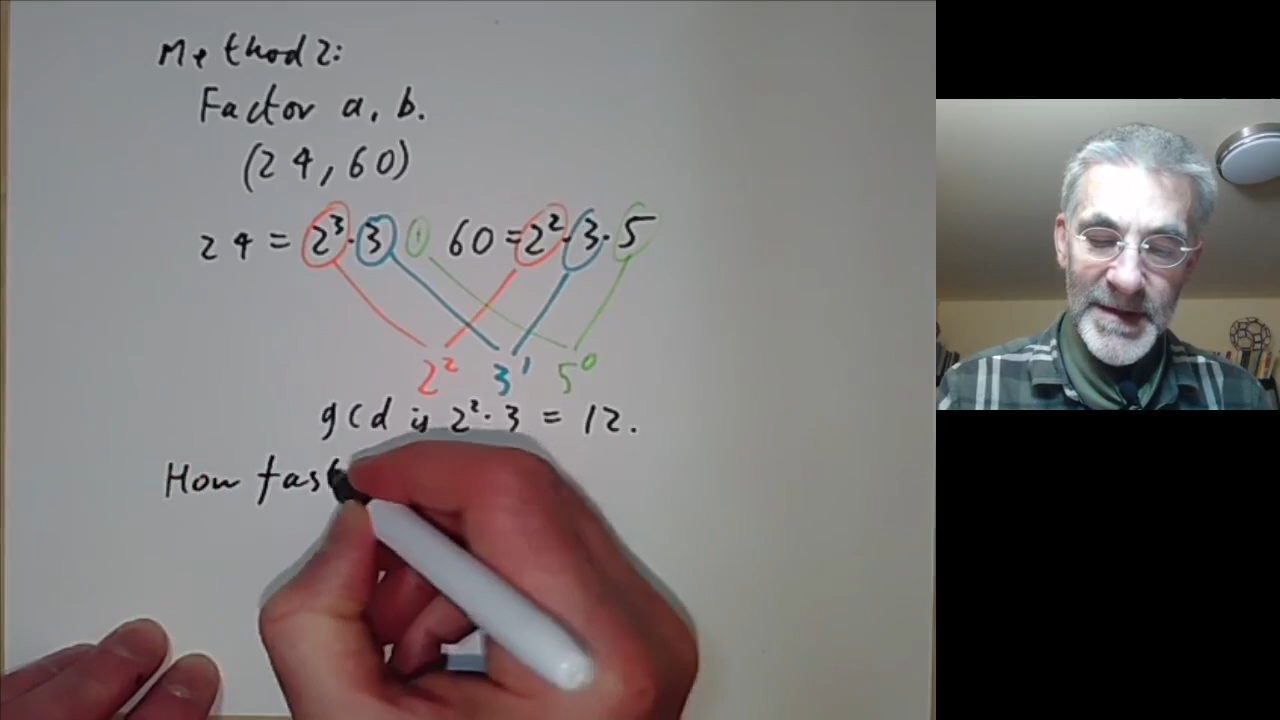 Method 2:
Factor a, b.
(24, 60)
24 = 2³·3 1 60 = 2²·3·5
2² 3¹ 5⁰
gcd is 2²·3 = 12.
How fast